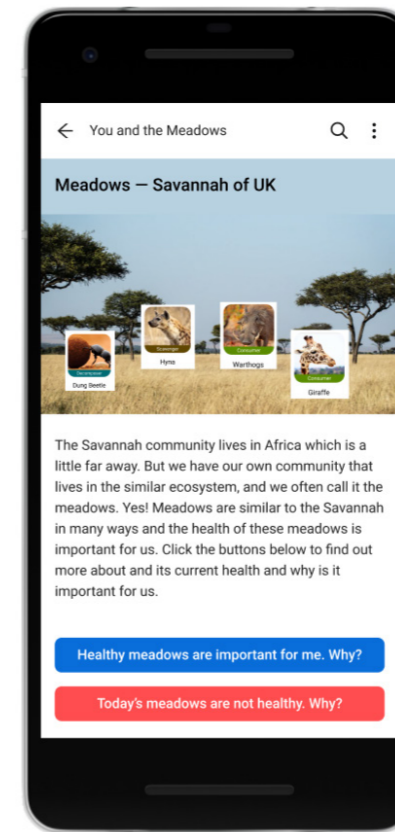 You and the Meadows
Meadows — Savannah of UK
Decomposer
Dung Beetle
Scavenger
Hyna
Consumer
Warthogs
Consumer
Giraffe
The Savannah community lives in Africa which is a
little far away. But we have our own community that
lives in the similar ecosystem, and we often call it the
meadows. Yes! Meadows are similar to the Savannah
in many ways and the health of these meadows is
important for us. Click the buttons below to find out
more about and its current health and why is it
important for us.
Healthy meadows are important for me. Why?
Today's meadows are not healthy. Why?